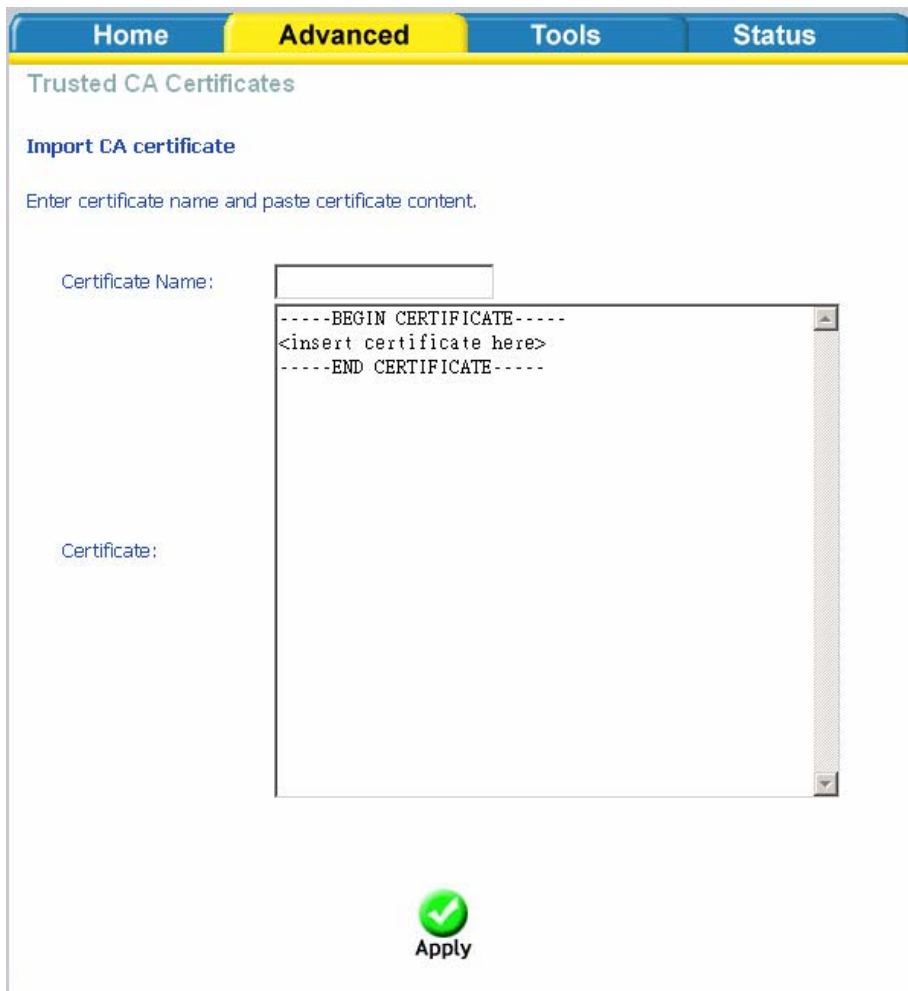 Home Advanced Tools Status
Trusted CA Certificates
Import CA certificate
Enter certificate name and paste certificate content.
Certificate Name:
-----BEGIN CERTIFICATE-----
<insert certificate here>
-----END CERTIFICATE-----
Certificate:
Apply